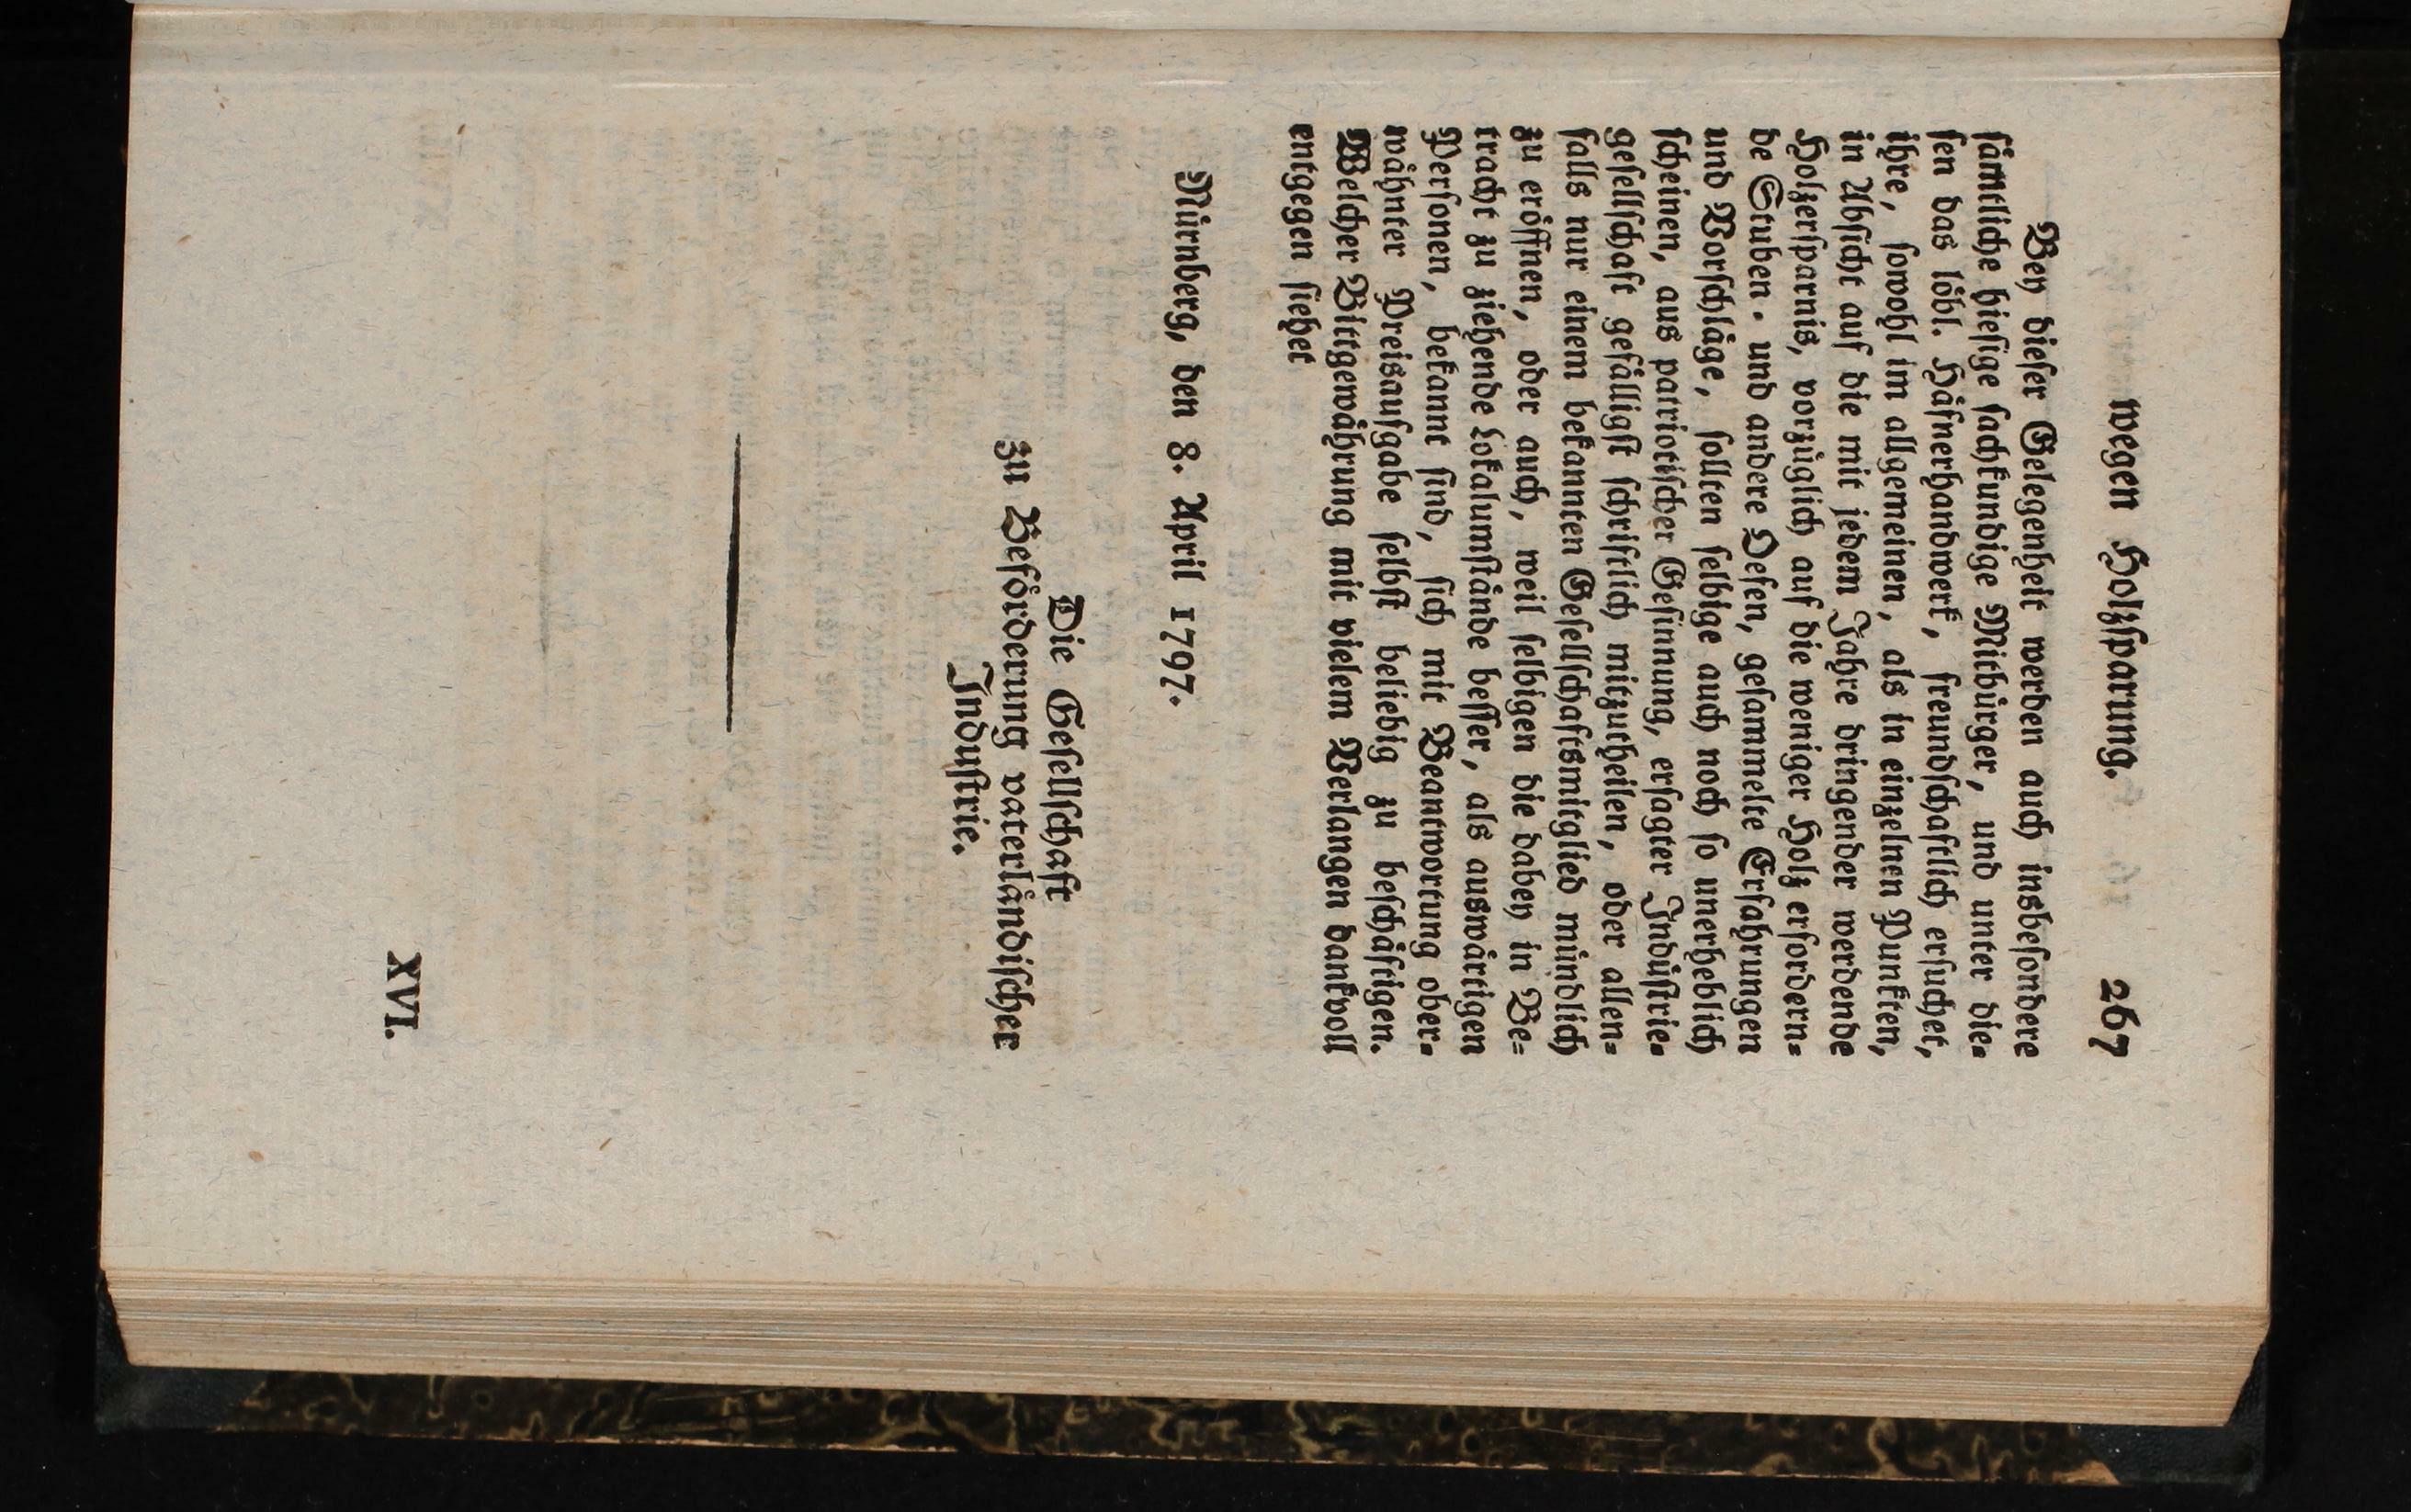 wegen Holzſparung. 267
Bey dieſer Gelegenheit werden auch insbeſondere
ſämtliche hieſige ſachkundige Mitbürger, und unter die-
ſen das löbl. Häfnerhandwerk, freundſchaftlich erſuchet,
ihre, ſowohl im allgemeinen, als in einzelnen Punkten,
in Abſicht auf die mit jedem Jahre dringender werdende
Holzerſparnis, vorzüglich auf die weniger Holz erfordern-
de Stuben- und andere Oefen, geſammelte Erfahrungen
und Vorſchläge, ſollten ſelbige auch noch ſo unerheblich
ſcheinen, aus patriotiſcher Geſinnung, erſagter Induſtrie-
geſellſchaft gefälligſt ſchriftlich mitzutheilen, oder allen-
falls nur einem bekannten Geſellſchaftsmitglied mündlich
zu eröffnen, oder auch, weil ſelbigen die dabey in Be-
tracht zu ziehende Lokalumſtände beſſer, als auswärtigen
Perſonen, bekannt ſind, ſich mit Beantwortung ober-
wähnter Preisaufgabe ſelbſt beliebig zu beſchäftigen.
Welcher Bittgewährung mit vielem Verlangen dankvoll
entgegen ſiehet
Nürnberg, den 8. April 1797.
Die Geſellſchaft
zu Beförderung vaterländiſcher
Induſtrie.
XVI.